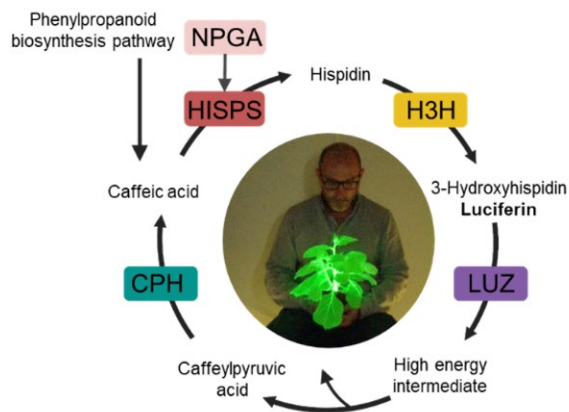 Phenylpropanoid
biosynthesis pathway
NPGA
HISPS
Hispidin
H3H
Caffeic acid
3-Hydroxyhispidin
Luciferin
CPH
LUZ
Caffeylpyruvic
acid
High energy
intermediate